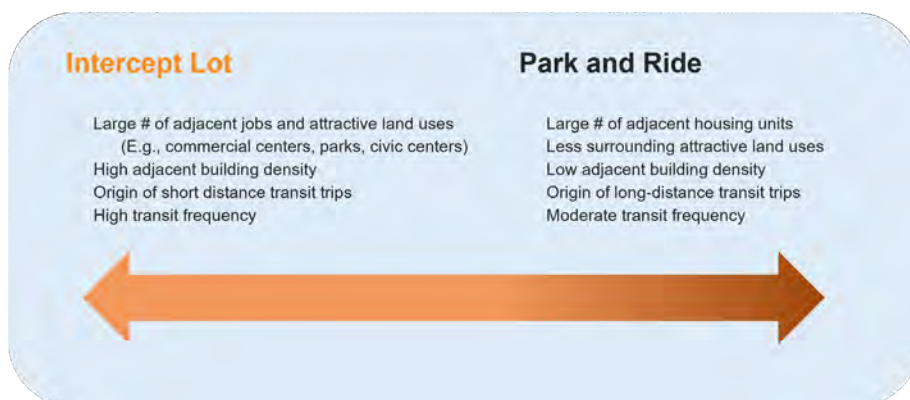 Intercept Lot
Large # of adjacent jobs and attractive land uses
(E.g., commercial centers, parks, civic centers)
High adjacent building density
Origin of short distance transit trips
High transit frequency
Park and Ride
Large # of adjacent housing units
Less surrounding attractive land uses
Low adjacent building density
Origin of long-distance transit trips
Moderate transit frequency